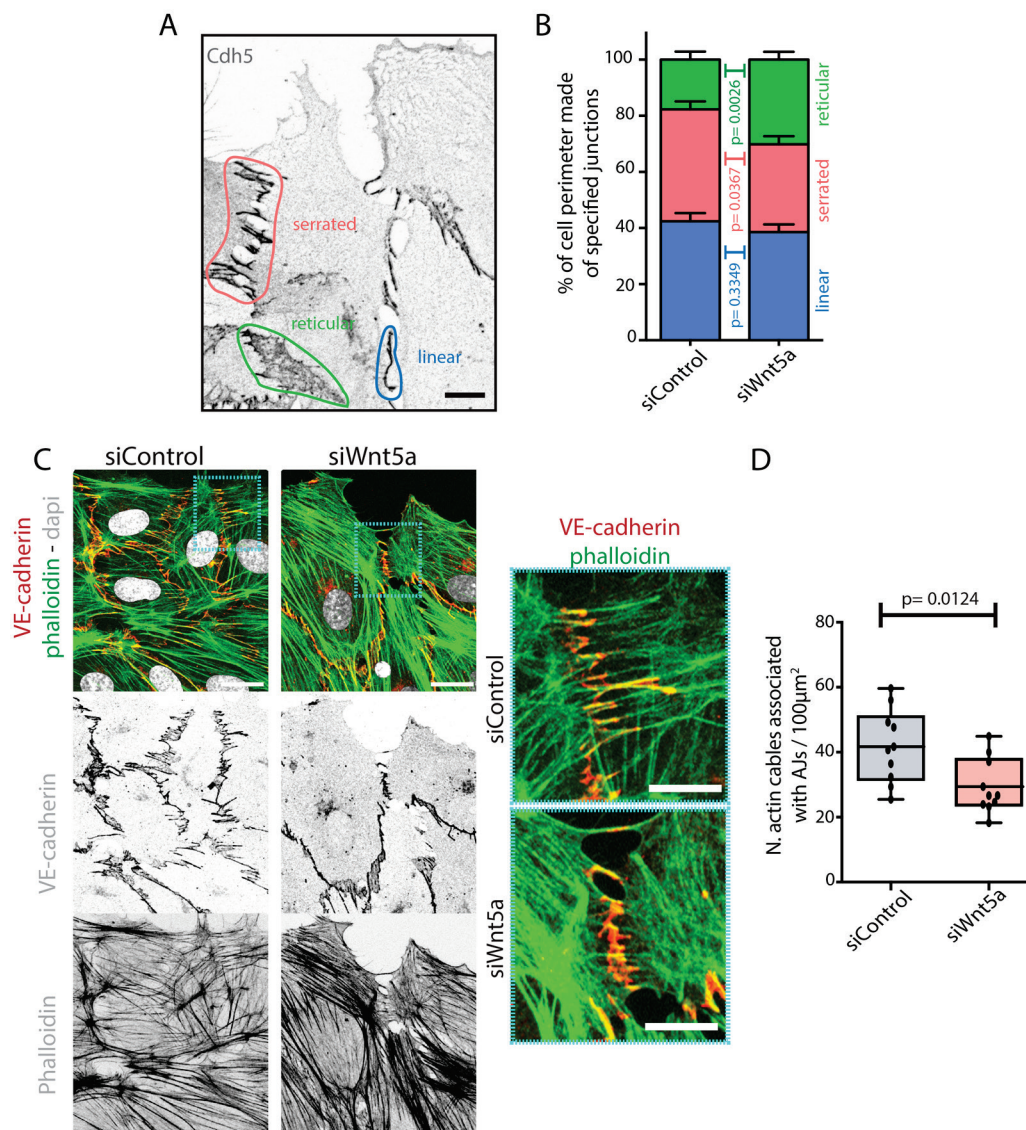 A
Cdh5
serrated
reticular
linear
B
% of cell perimeter made
of specified junctions
100
80
60
40
20
0
p= 0.0026
p= 0.0367
p= 0.3349
reticular
serrated
linear
siControl
siWnt5a
C
siControl
siWnt5a
VE-cadherin
phalloidin - dapi
VE-cadherin
Phalloidin
VE-cadherin
phalloidin
siControl
siWnt5a
D
p= 0.0124
N. actin cables associated
with AJs / 100µm²
80
60
40
20
0
siControl
siWnt5a